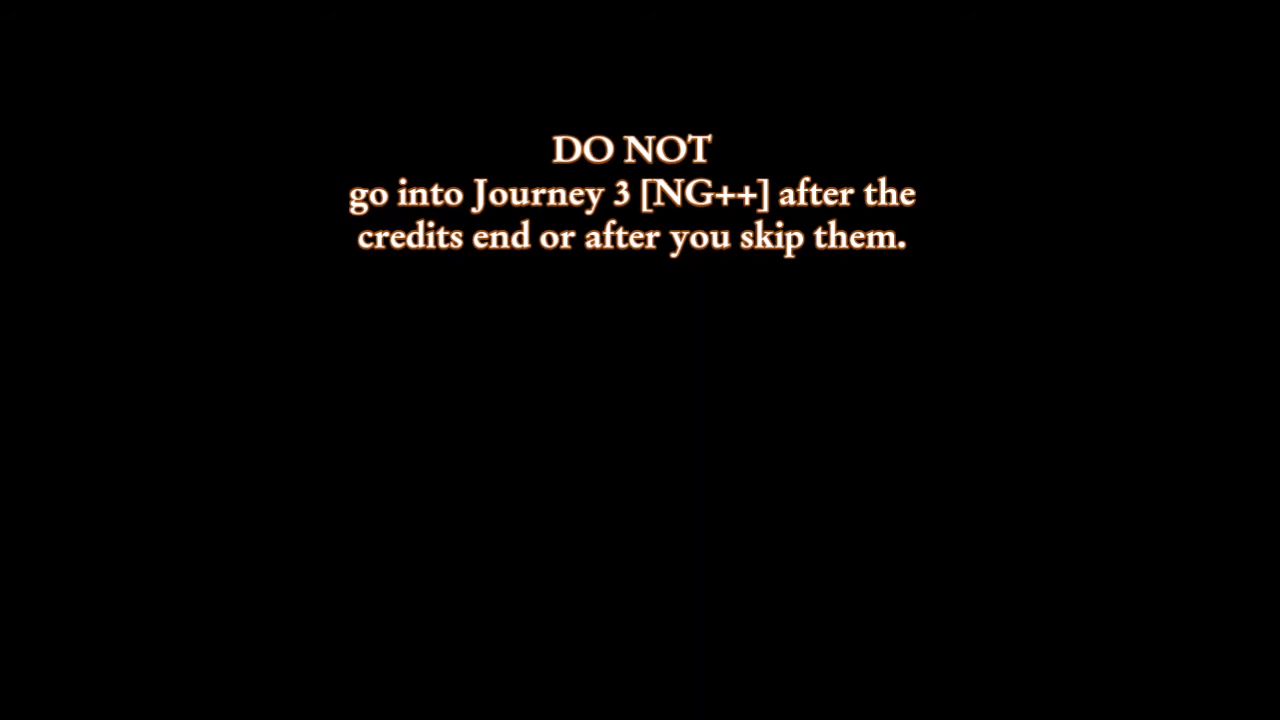 DO NOT
go into Journey 3 [NG++] after the
credits end or after you skip them.